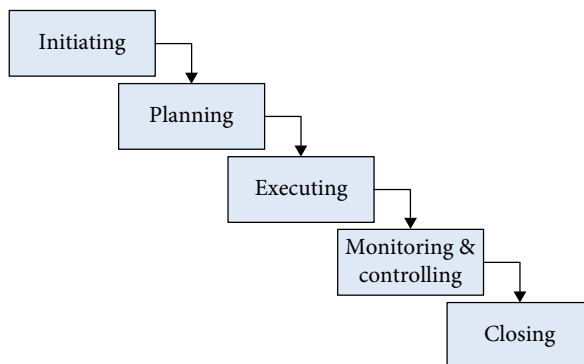 Initiating
Planning
Executing
Monitoring &
controlling
Closing